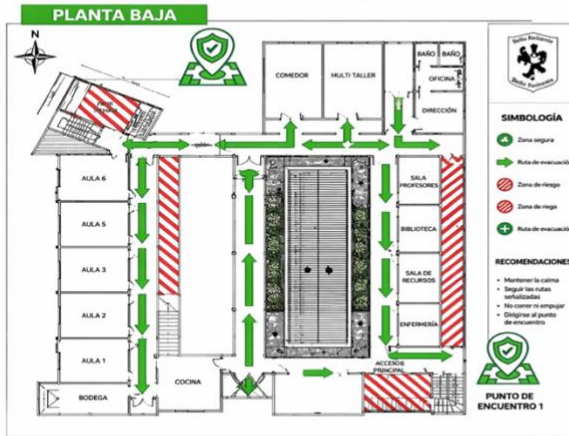 PLANTA BAJA
N
COMEDOR
MULTI TALLER
BAÑO
BAÑO
OFICINA
DIRECCIÓN
AULA 6
AULA 5
AULA 3
AULA 2
AULA 1
BODEGA
COCINA
SALA
PROFESORES
BIBLIOTECA
SALA DE
RECURSOS
ENFERMERÍA
ACCESOS
PRINCIPAL
SIMBOLOGÍA
Zona segura
Ruta de evacuació
Zona de riesgo
Zona de riego
Ruta de evacuació
RECOMENDACIONES
• Mantener la calma
• Seguir las rutas
señalizadas
• No correr ni empujar
• Dirigirse al punto
de encuentro
PUNTO DE
ENCUENTRO 1